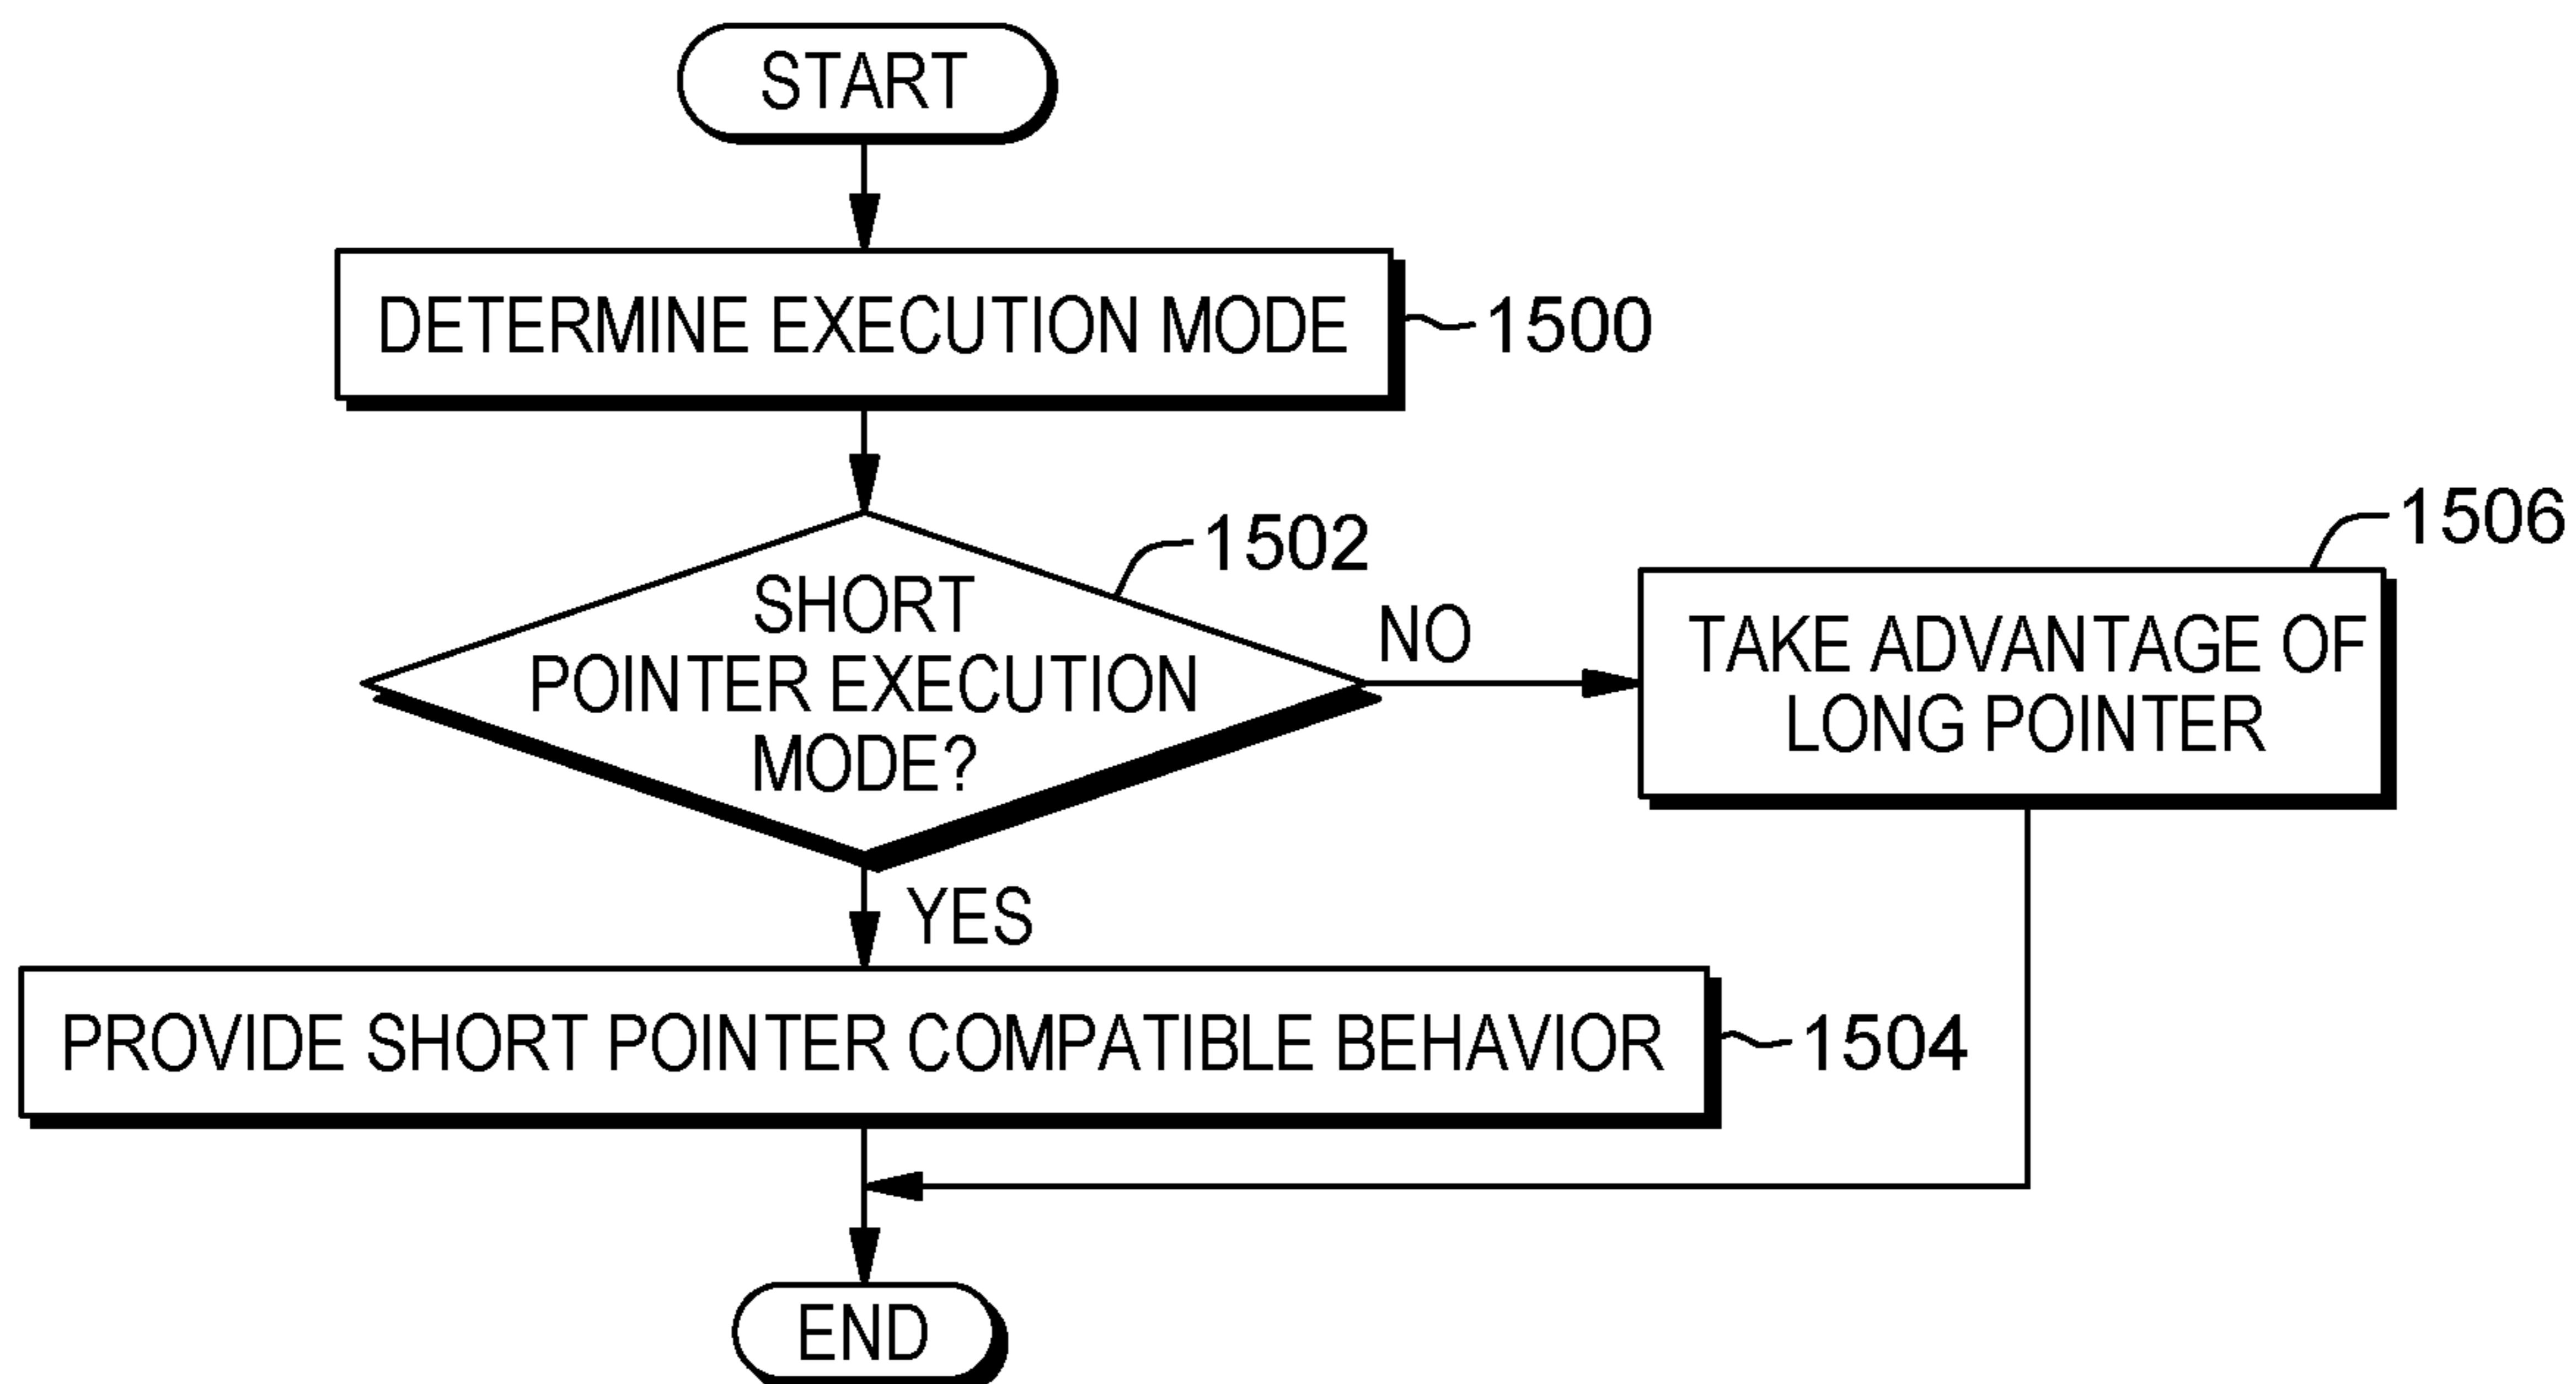 START
DETERMINE EXECUTION MODE
1500
1502
SHORT
POINTER EXECUTION
MODE?
NO
1506
TAKE ADVANTAGE OF
LONG POINTER
YES
PROVIDE SHORT POINTER COMPATIBLE BEHAVIOR
1504
END